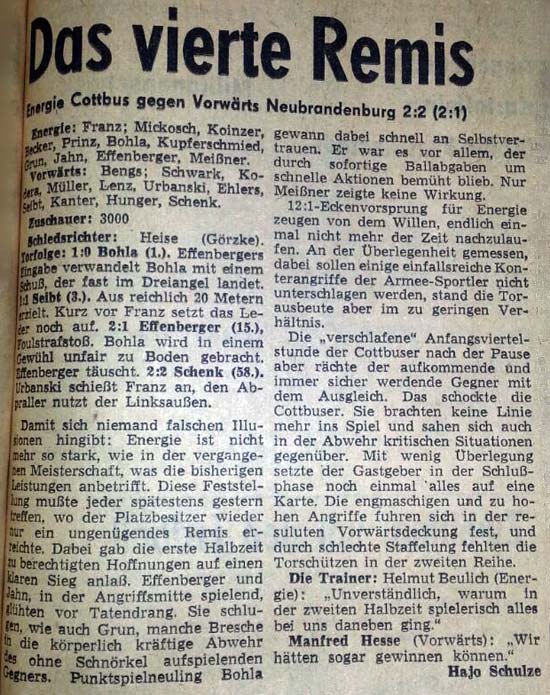 Das vierte Remis
Energie Cottbus gegen Vorwärts Neubrandenburg 2:2 (2:1)
Energie: Franz; Mickosch, Koinzer,
Becker, Prinz, Bohla, Kupferschmied,
Grun, Jahn, Effenberger, Meißner.
Vorwärts: Bengs; Schwark, Ko-
ders, Müller, Lenz, Urbanski, Ehlers,
Seibt, Kanter, Hunger, Schenk.
Zuschauer: 3000
Schiedsrichter: Heise (Görzke).
Torfolge: 1:0 Bohla (1.). Effenbergers
Eingabe verwandelt Bohla mit einem
Schuß, der fast im Dreiangel landet.
1:1 Seibt (3.). Aus reichlich 20 Metern
erzielt. Kurz vor Franz setzt das Le-
der noch auf. 2:1 Effenberger (15.),
Foulstrafstoß. Bohla wird in einem
Gewühl unfair zu Boden gebracht.
Effenberger täuscht. 2:2 Schenk (58.).
Urbanski schießt Franz an, den Ab-
praller nutzt der Linksaußen.
Damit sich niemand falschen Illu-
sionen hingibt: Energie ist nicht
mehr so stark, wie in der vergange-
nen Meisterschaft, was die bisherigen
Leistungen anbetrifft. Diese Feststel-
lung mußte jeder spätestens gestern
treffen, wo der Platzbesitzer wieder
nur ein ungenügendes Remis er-
reichte. Dabei gab die erste Halbzeit
zu berechtigten Hoffnungen auf einen
klaren Sieg anlaß. Effenberger und
Jahn, in der Angriffsmitte spielend,
glühten vor Tatendrang. Sie schlu-
gen, wie auch Grun, manche Bresche
in die körperlich kräftige Abwehr
des ohne Schnörkel aufspielenden
Gegners. Punktspielneuling Bohla
gewann dabei schnell an Selbstver-
trauen. Er war es vor allem, der
durch sofortige Ballabgaben um
schnelle Aktionen bemüht blieb. Nur
Meißner zeigte keine Wirkung.
12:1-Eckenvorsprung für Energie
zeugen von dem Willen, endlich ein-
mal nicht mehr der Zeit nachzulau-
fen. An der Überlegenheit gemessen,
dabei sollen einige einfallsreiche Kon-
terangriffe der Armee-Sportler nicht
unterschlagen werden, stand die Tor-
ausbeute aber im zu geringen Ver-
hältnis.
Die „verschlafene" Anfangsviertel-
stunde der Cottbuser nach der Pause
aber rächte der aufkommende und
immer sicher werdende Gegner mit
dem Ausgleich. Das schockte die
Cottbuser. Sie brachten keine Linie
mehr ins Spiel und sahen sich auch
in der Abwehr kritischen Situationen
gegenüber. Mit wenig Überlegung
setzte der Gastgeber in der Schluß-
phase noch einmal alles auf eine
Karte. Die engmaschigen und zu ho-
hen Angriffe fuhren sich in der re-
suluten Vorwärtsdeckung fest, und
durch schlechte Staffelung fehlten die
Torschützen in der zweiten Reihe.
Die Trainer: Helmut Beulich (Ener-
gie): „Unverständlich, warum in
der zweiten Halbzeit spielerisch alles
bei uns daneben ging."
Manfred Hesse (Vorwärts): „Wir
hätten sogar gewinnen können."
Hajo Schulze